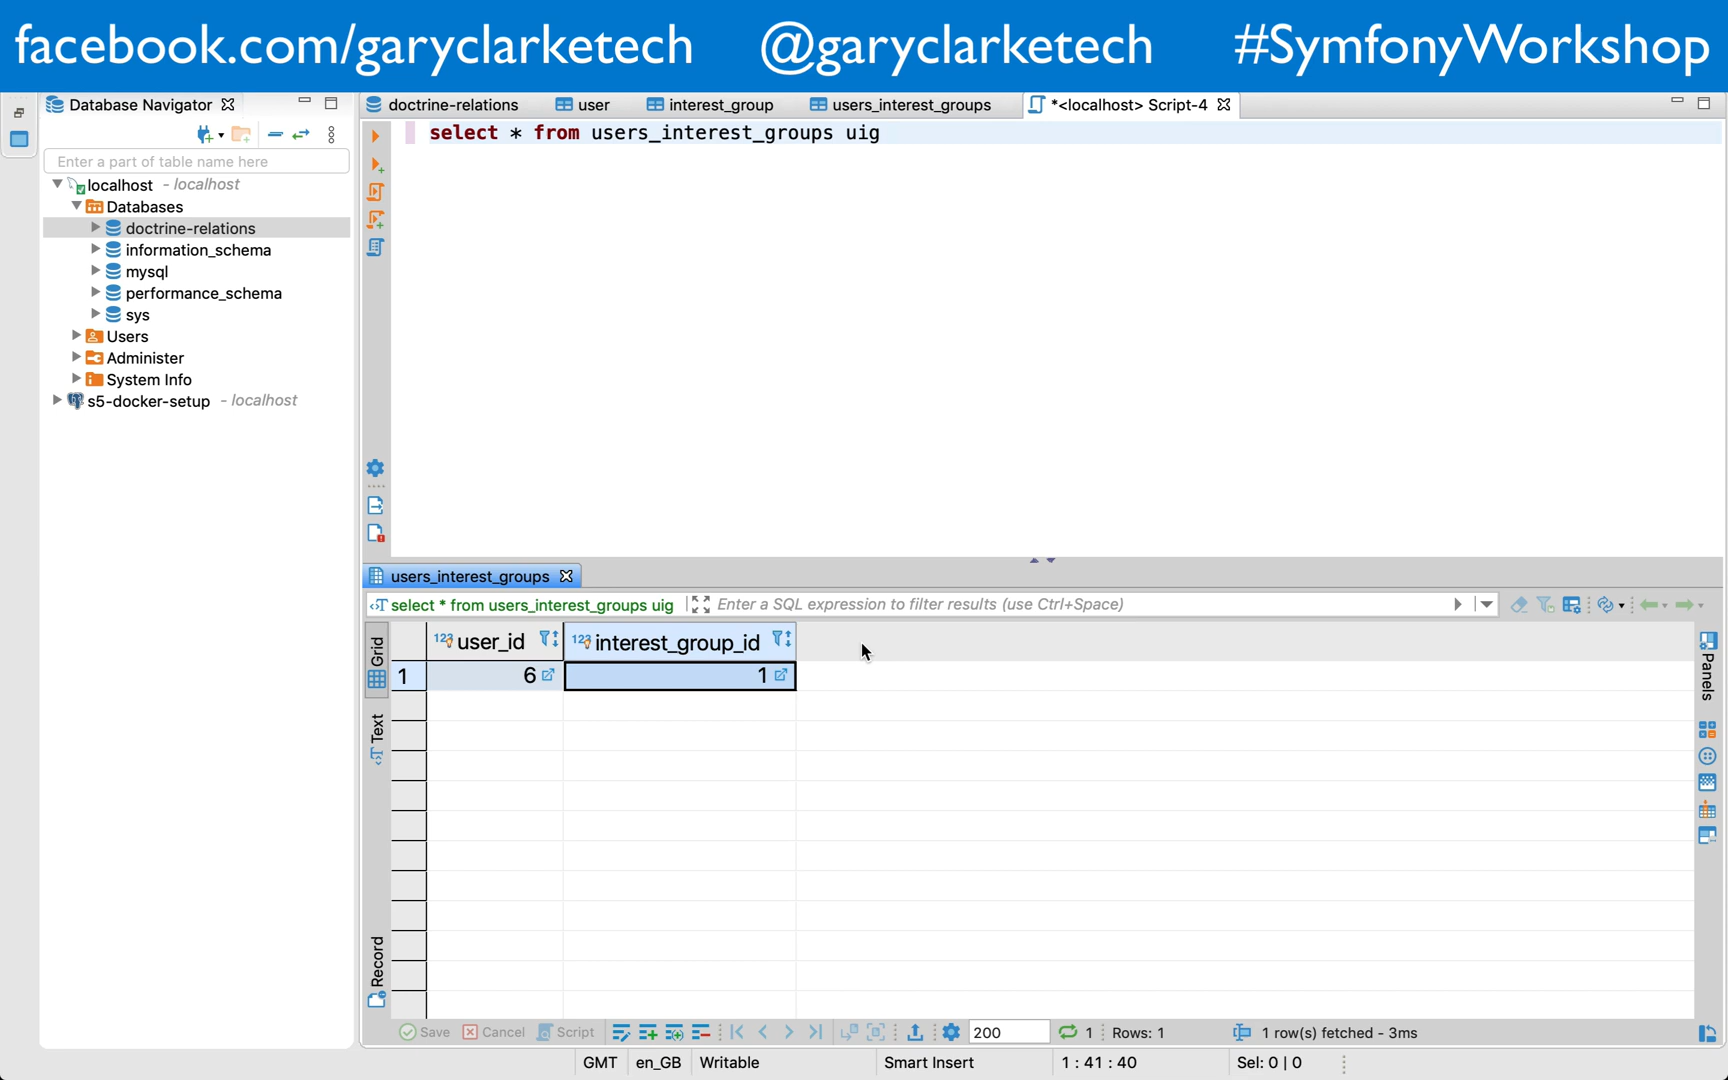 facebook.com/garyclarketech @garyclarketech #SymfonyWorkshop
Database Navigator
doctrine-relations user interest_group users_interest_groups *<localhost> Script-4
Enter a part of table name here
localhost - localhost
Databases
doctrine-relations
information_schema
mysql
performance_schema
sys
Users
Administer
System Info
s5-docker-setup - localhost
select * from users_interest_groups uig
users_interest_groups
select * from users_interest_groups uig Enter a SQL expression to filter results (use Ctrl+Space)
Grid
Text
Record
Panels
123 user_id 123 interest_group_id
1 6 1
Save Cancel Script 200 1 Rows: 1 1 row(s) fetched - 3ms
GMT en_GB Writable Smart Insert 1 : 41 : 40 Sel: 0 | 0